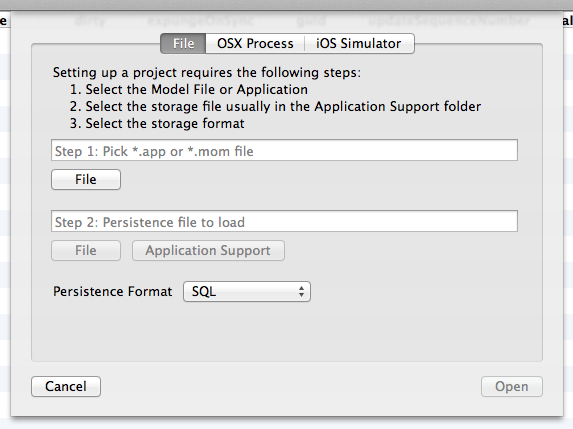 dirty expungeOnSync guid updateSequenceNumber
File OSX Process iOS Simulator
Setting up a project requires the following steps:
1. Select the Model File or Application
2. Select the storage file usually in the Application Support folder
3. Select the storage format
Step 1: Pick *.app or *.mom file
File
Step 2: Persistence file to load
File Application Support
Persistence Format SQL
Cancel Open